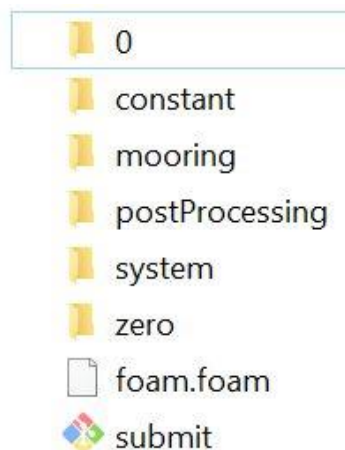 0
constant
mooring
postProcessing
system
zero
foam.foam
submit